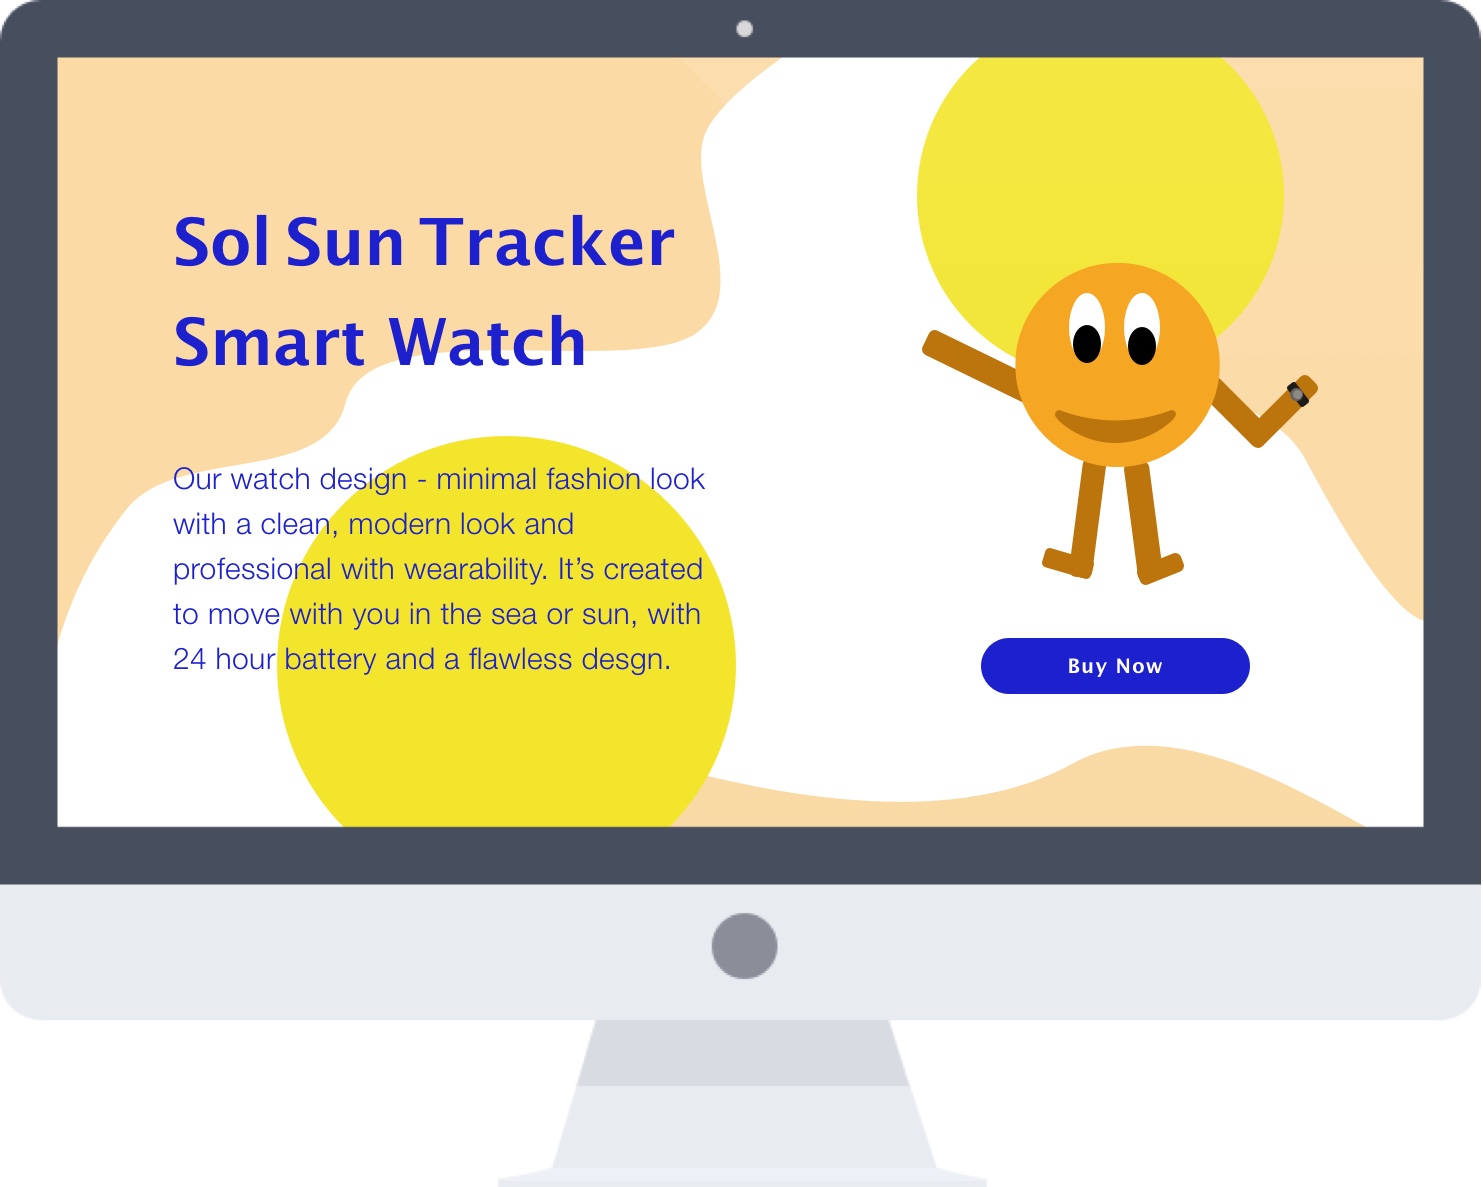 Sol Sun Tracker
Smart Watch
Our watch design - minimal fashion look
with a clean, modern look and
professional with wearability. It’s created
to move with you in the sea or sun, with
24 hour battery and a flawless desgn.
Buy Now